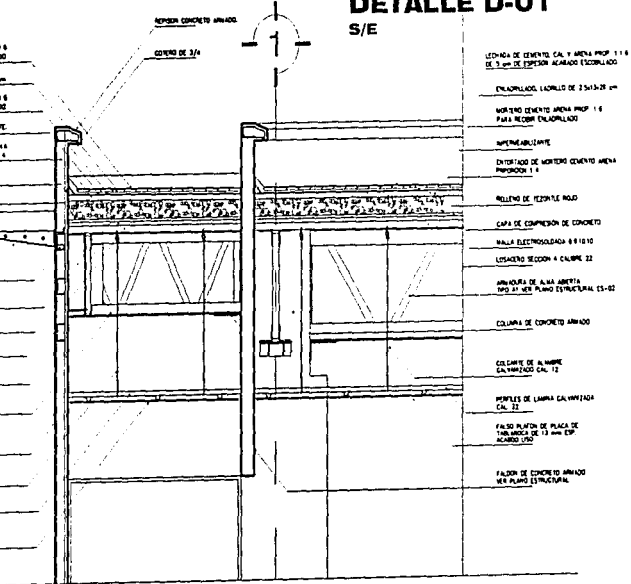 DETALLE D-01
S/E
REPISON CONCRETO ARMADO.
GOTERO DE 3/4
1
LECHADA DE CEMENTO, CAL Y ARENA PROP. 1:1:6
DE 5 mm DE ESPESOR ACABADO ESCOBILLADO.
ENLADRILLADO, LADRILLO DE 2.5x13x26 cm
MORTERO CEMENTO ARENA PROP. 1:6
PARA RECIBIR ENLADRILLADO
IMPERMEABILIZANTE
ENTORTADO DE MORTERO CEMENTO ARENA
PROPORCION 1:4
RELLENO DE TEZONTLE ROJO
CAPA DE COMPRESIÓN DE CONCRETO
MALLA ELECTROSOLDADA 6 6 10 10
LOSACERO SECCION 4 CALIBRE 22
ARMADURA DE ALMA ABIERTA
TIPO A1 VER PLANO ESTRUCTURAL ES-02
COLUMNA DE CONCRETO ARMADO
COLGANTE DE ALAMBRE
GALVANIZADO CAL. 12
PERFILES DE LAMINA GALVANIZADA
CAL. 22
FALSO PLAFON DE PLACA DE
TABLAROCA DE 13 mm ESP.
ACABADO LISO
FALDON DE CONCRETO ARMADO
VER PLANO ESTRUCTURAL